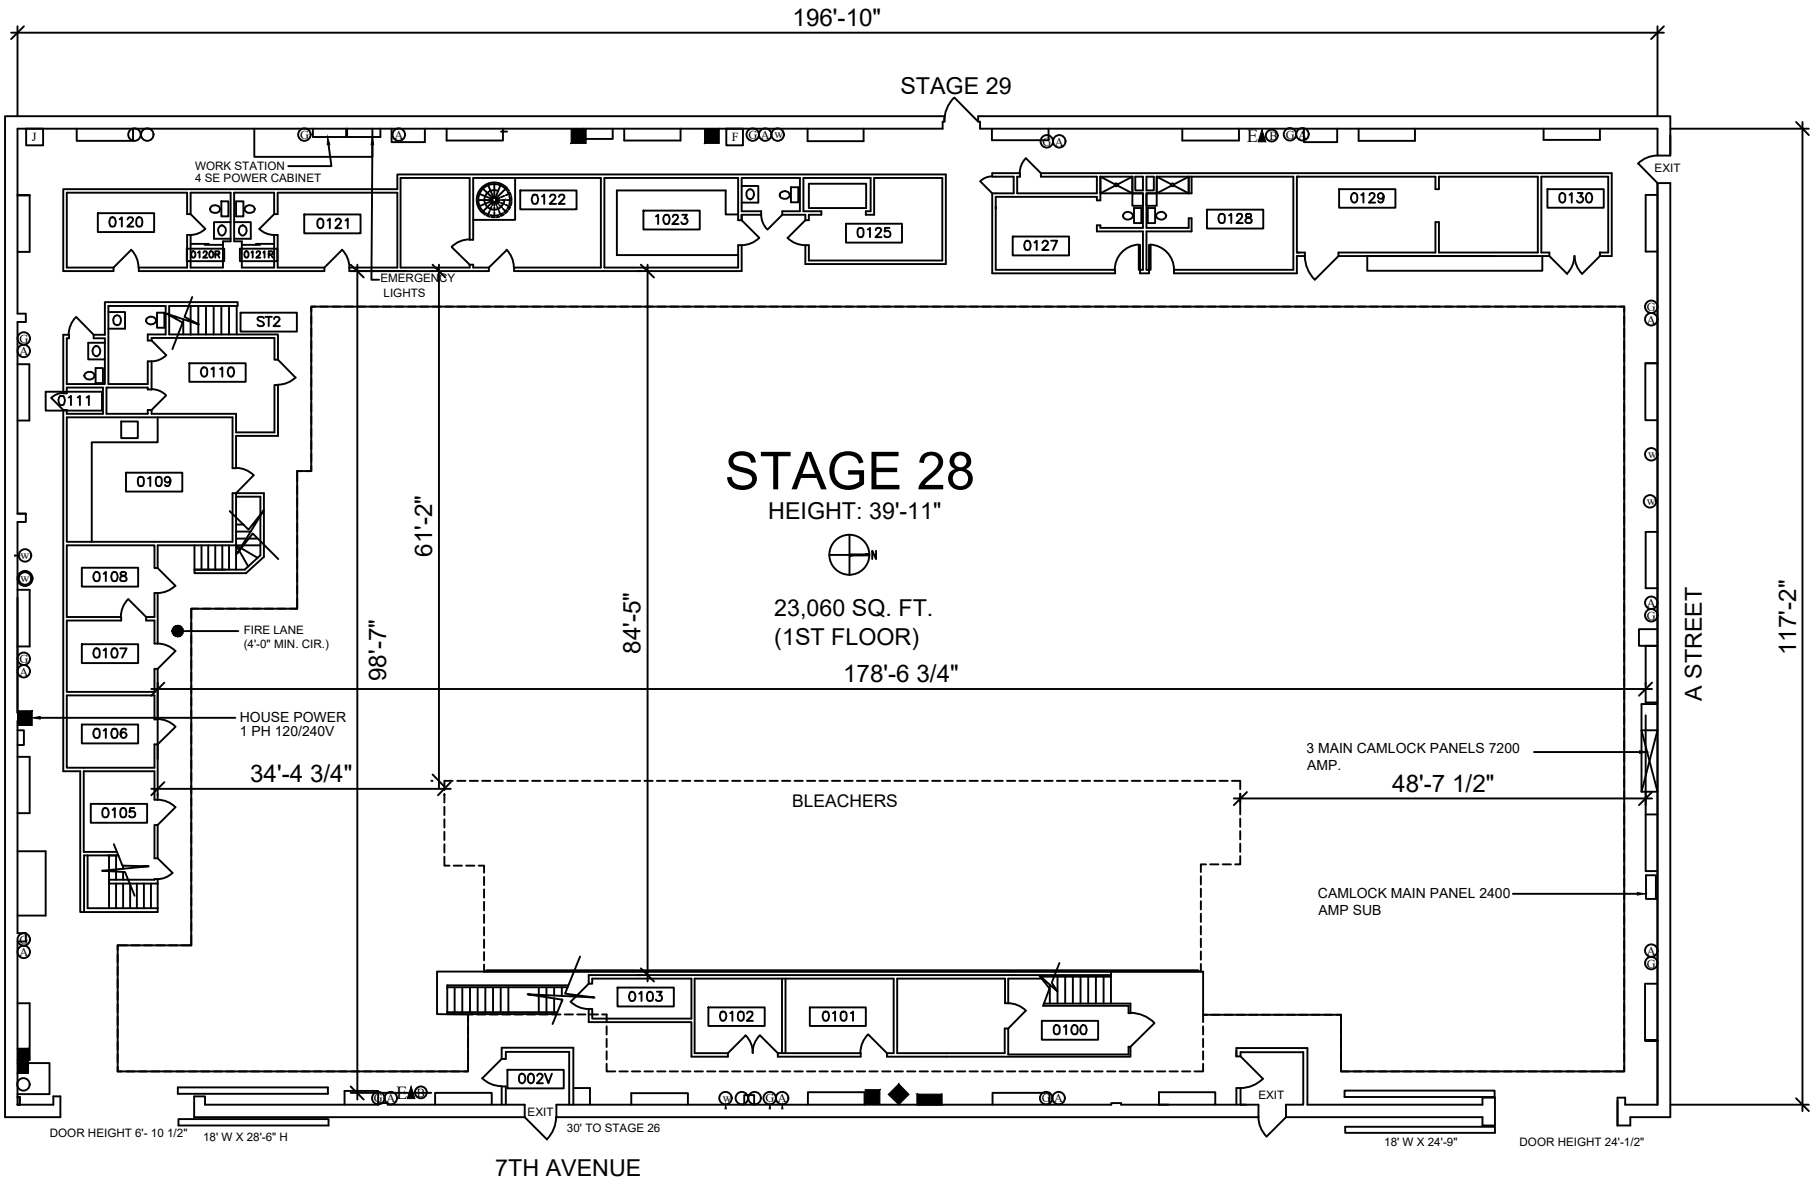 196'-10"
STAGE 29
J
G
A
F
G A W
G A
E
G A
EXIT
WORK STATION
4 SE POWER CABINET
0120
0120R
0121R
0121
0122
1023
0125
0127
0128
0129
0130
EMERGENCY
LIGHTS
ST2
0110
0111
0109
0108
0107
0106
0105
G
A
W
W
G
A
A
FIRE LANE
(4'-0" MIN. CIR.)
HOUSE POWER
1 PH 120/240V
34'-4 3/4"
98'-7"
61'-2"
84'-5"
STAGE 28
HEIGHT: 39'-11"
N
23,060 SQ. FT.
(1ST FLOOR)
178'-6 3/4"
BLEACHERS
48'-7 1/2"
3 MAIN CAMLOCK PANELS 7200
AMP.
CAMLOCK MAIN PANEL 2400
AMP SUB
G
A
W
W
A
G
A
G
A STREET
117'-2"
0103
0102
0101
0100
002V
G A
E
W
G A
G A
EXIT
EXIT
DOOR HEIGHT 6'- 10 1/2"
18' W X 28'-6" H
30' TO STAGE 26
18' W X 24'-9"
DOOR HEIGHT 24'-1/2"
7TH AVENUE